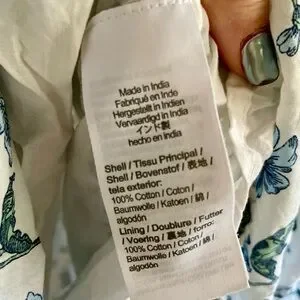 Made in India
Fabriqué en Inde
Hergestellt in Indien
Vervaardigd in India
インド製
hecho en india
Shell / Tissu Principal /
Shell / Bovenstof / 表地 /
tela exterior:
100% Cotton / Coton /
Baumwolle / Katoen / 綿 /
algodón
Lining / Doublure / Futter
/ Voering / 裏地 / forro:
100% Cotton / Coton /
Baumwolle / Katoen / 綿 /
algodón